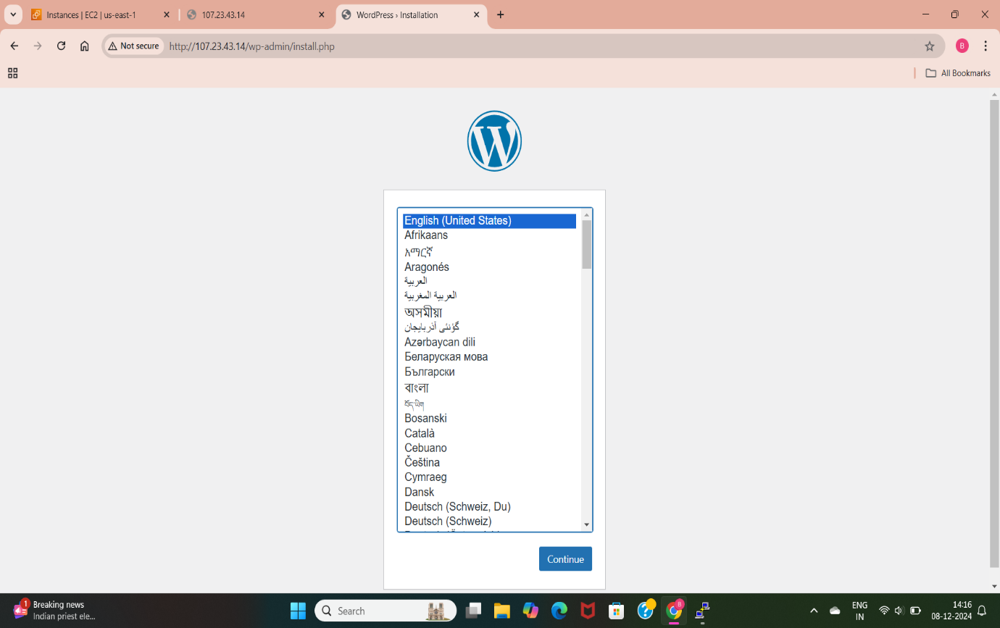 Instances | EC2 | us-east-1
107.23.43.14
WordPress › Installation
Not secure
http://107.23.43.14/wp-admin/install.php
B
All Bookmarks
English (United States)
Afrikaans
አማርኛ
Aragonés
العربية
العربية المغربية
অসমীয়া
گؤنئی آذربایجان
Azərbaycan dili
Беларуская мова
Български
বাংলা
བོད་ཡིག
Bosanski
Català
Cebuano
Čeština
Cymraeg
Dansk
Deutsch (Schweiz, Du)
Deutsch (Schweiz)
Continue
1
Breaking news
Indian priest ele...
Search
B
ENG
IN
14:16
08-12-2024